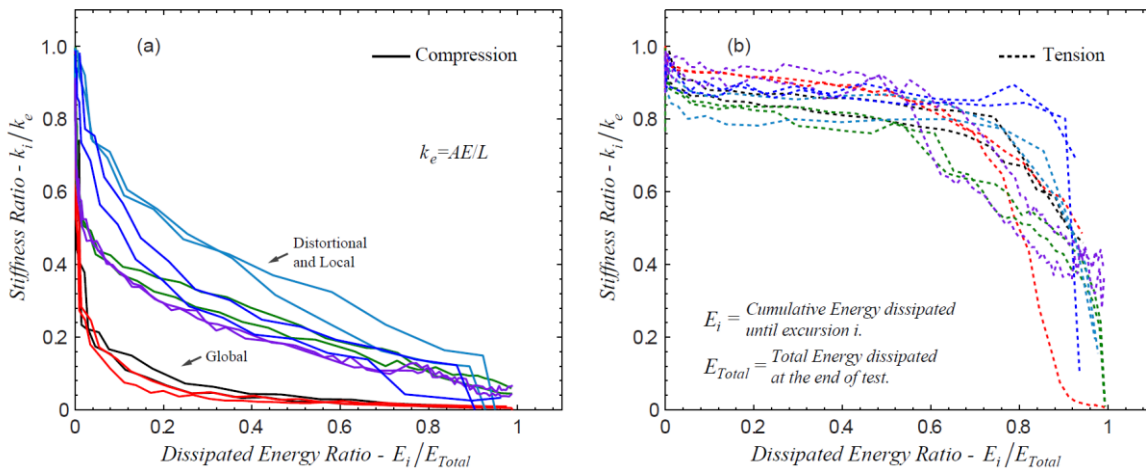 (a)
Compression
k_e=AE/L
Distortional
and Local
Global
1.0
0.8
0.6
0.4
0.2
0
0 0.2 0.4 0.6 0.8 1
Stiffness Ratio - k_i/k_e
Dissipated Energy Ratio - E_i/E_Total
(b)
Tension
E_i = Cumulative Energy dissipated
until excursion i.
E_Total = Total Energy dissipated
at the end of test.
1.0
0.8
0.6
0.4
0.2
0
0 0.2 0.4 0.6 0.8 1
Stiffness Ratio - k_i/k_e
Dissipated Energy Ratio - E_i/E_Total